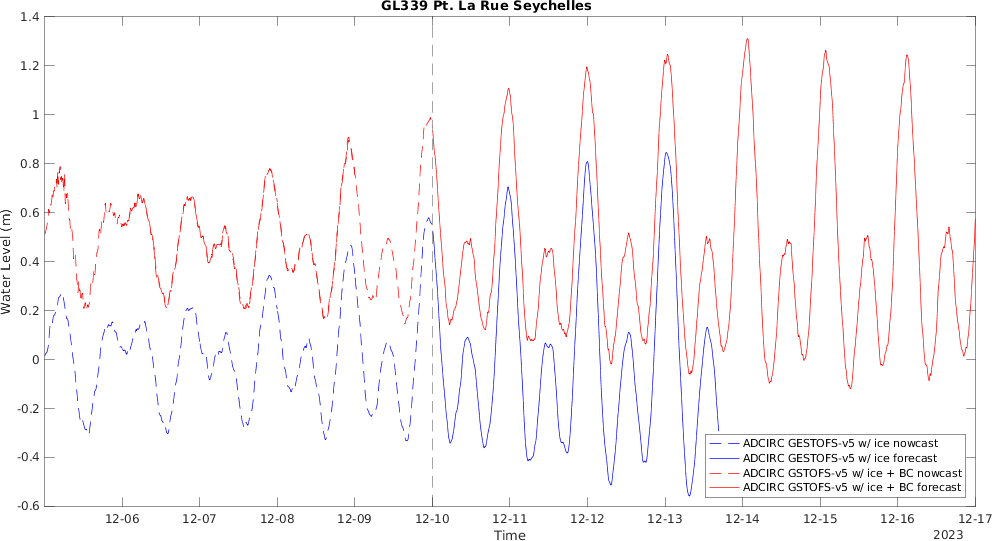 GL339 Pt. La Rue Seychelles
1.4
1.2
1
0.8
0.6
0.4
0.2
0
-0.2
-0.4
-0.6
Water Level (m)
ADCIRC GESTOFS-v5 w/ ice nowcast
ADCIRC GESTOFS-v5 w/ ice forecast
ADCIRC GSTOFS-v5 w/ ice + BC nowcast
ADCIRC GSTOFS-v5 w/ ice + BC forecast
12-06 12-07 12-08 12-09 12-10 12-11 12-12 12-13 12-14 12-15 12-16 12-17
Time
2023